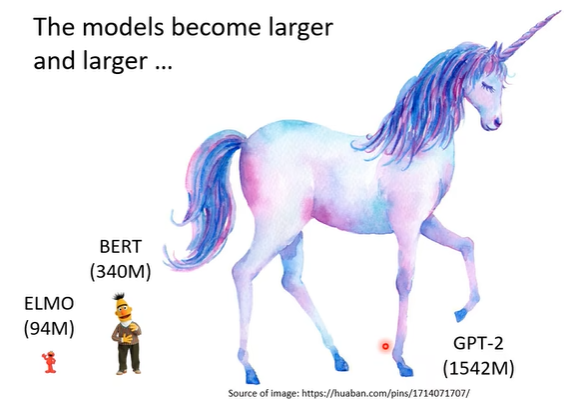 The models become larger
and larger ...
BERT
(340M)
ELMO
(94M)
GPT-2
(1542M)
Source of image: https://huaban.com/pins/1714071707/